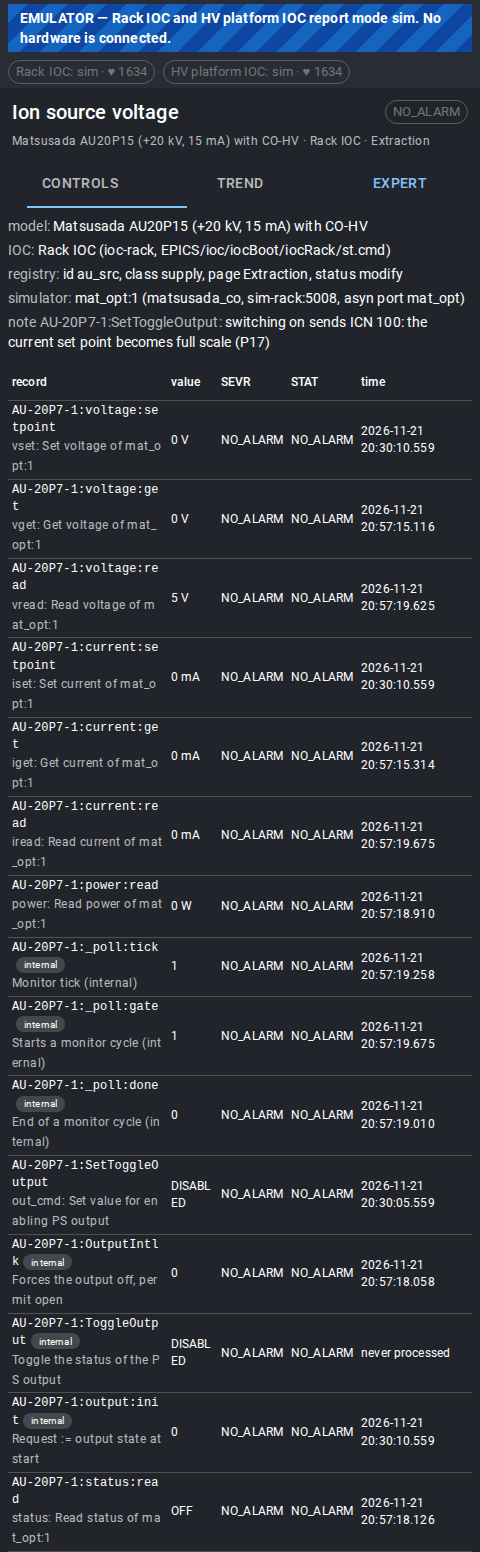 EMULATOR — Rack IOC and HV platform IOC report mode sim. No
hardware is connected.
Rack IOC: sim · ♥ 1634
HV platform IOC: sim · ♥ 1634
Ion source voltage
NO_ALARM
Matsusada AU20P15 (+20 kV, 15 mA) with CO-HV · Rack IOC · Extraction
CONTROLS
TREND
EXPERT
model: Matsusada AU20P15 (+20 kV, 15 mA) with CO-HV
IOC: Rack IOC (ioc-rack, EPICS/ioc/iocBoot/iocRack/st.cmd)
registry: id au_src, class supply, page Extraction, status modify
simulator: mat_opt:1 (matsusada_co, sim-rack:5008, asyn port mat_opt)
note AU-20P7-1:SetToggleOutput: switching on sends ICN 100: the
current set point becomes full scale (P17)
record value SEVR STAT time
AU-20P7-1:voltage:se
tpoint
vset: Set voltage of mat_o
pt:1
0 V NO_ALARM NO_ALARM 2026-11-21
20:30:10.559
AU-20P7-1:voltage:ge
t
vget: Get voltage of mat_
opt:1
0 V NO_ALARM NO_ALARM 2026-11-21
20:57:15.116
AU-20P7-1:voltage:re
ad
vread: Read voltage of m
at_opt:1
5 V NO_ALARM NO_ALARM 2026-11-21
20:57:19.625
AU-20P7-1:current:se
tpoint
iset: Set current of mat_o
pt:1
0 mA NO_ALARM NO_ALARM 2026-11-21
20:30:10.559
AU-20P7-1:current:ge
t
iget: Get current of mat_o
pt:1
0 mA NO_ALARM NO_ALARM 2026-11-21
20:57:15.314
AU-20P7-1:current:re
ad
iread: Read current of mat
_opt:1
0 mA NO_ALARM NO_ALARM 2026-11-21
20:57:19.675
AU-20P7-1:power:read
power: Read power of mat
_opt:1
0 W NO_ALARM NO_ALARM 2026-11-21
20:57:18.910
AU-20P7-1:_poll:tick
internal
Monitor tick (internal)
1 NO_ALARM NO_ALARM 2026-11-21
20:57:19.258
AU-20P7-1:_poll:gate
internal
Starts a monitor cycle (int
ernal)
1 NO_ALARM NO_ALARM 2026-11-21
20:57:19.675
AU-20P7-1:_poll:done
internal
End of a monitor cycle (in
ternal)
0 NO_ALARM NO_ALARM 2026-11-21
20:57:19.010
AU-20P7-1:SetToggleO
utput
out_cmd: Set value for en
abling PS output
DISABL
ED
NO_ALARM NO_ALARM 2026-11-21
20:30:05.559
AU-20P7-1:OutputIntl
k internal
Forces the output off, per
mit open
0 NO_ALARM NO_ALARM 2026-11-21
20:57:18.058
AU-20P7-1:ToggleOutp
ut internal
Toggle the status of the P
S output
DISABL
ED
NO_ALARM NO_ALARM never processed
AU-20P7-1:output:ini
t internal
Request := output state at
start
0 NO_ALARM NO_ALARM 2026-11-21
20:30:10.559
AU-20P7-1:status:rea
d
status: Read status of ma
t_opt:1
OFF NO_ALARM NO_ALARM 2026-11-21
20:57:18.126